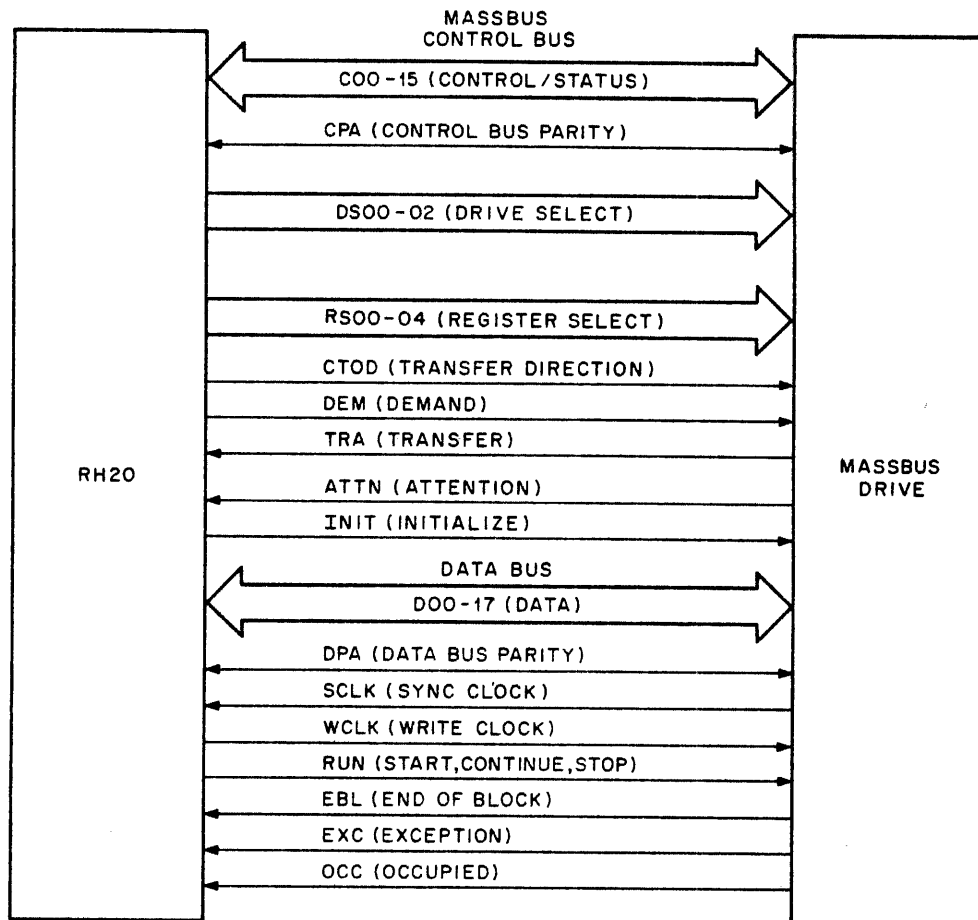 MASSBUS
CONTROL BUS
C00-15 (CONTROL/STATUS)
CPA (CONTROL BUS PARITY)
DS00-02 (DRIVE SELECT)
RS00-04 (REGISTER SELECT)
CTOD (TRANSFER DIRECTION)
DEM (DEMAND)
TRA (TRANSFER)
RH20
MASSBUS
DRIVE
ATTN (ATTENTION)
INIT (INITIALIZE)
DATA BUS
D00-17 (DATA)
DPA (DATA BUS PARITY)
SCLK (SYNC CLOCK)
WCLK (WRITE CLOCK)
RUN (START,CONTINUE,STOP)
EBL (END OF BLOCK)
EXC (EXCEPTION)
OCC (OCCUPIED)